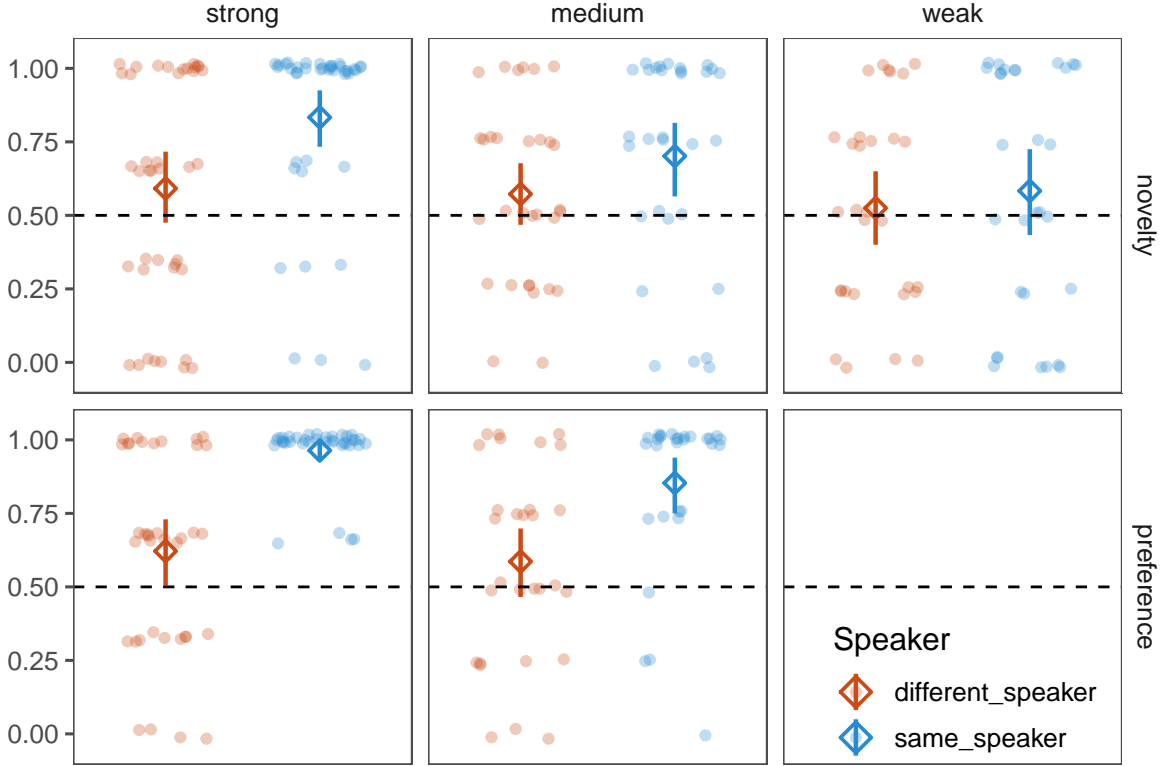 strong medium weak
1.00
0.75
0.50
0.25
0.00
novelty
1.00
0.75
0.50
0.25
0.00
preference
Speaker
different_speaker
same_speaker